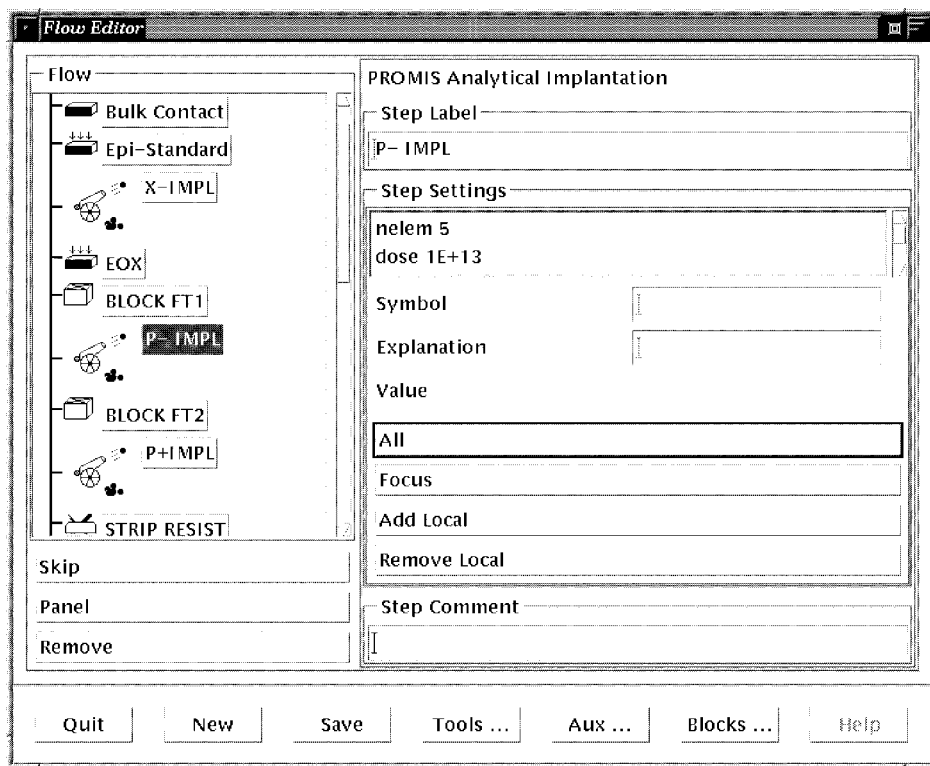 Flow Editor
Flow
Bulk Contact
Epi-Standard
X-IMPL
EOX
BLOCK FT1
P- IMPL
BLOCK FT2
P+IMPL
STRIP RESIST
Skip
Panel
Remove
PROMIS Analytical Implantation
Step Label
P- IMPL
Step Settings
nelem 5
dose 1E+13
Symbol
Explanation
Value
All
Focus
Add Local
Remove Local
Step Comment
Quit New Save Tools ... Aux ... Blocks ... Help